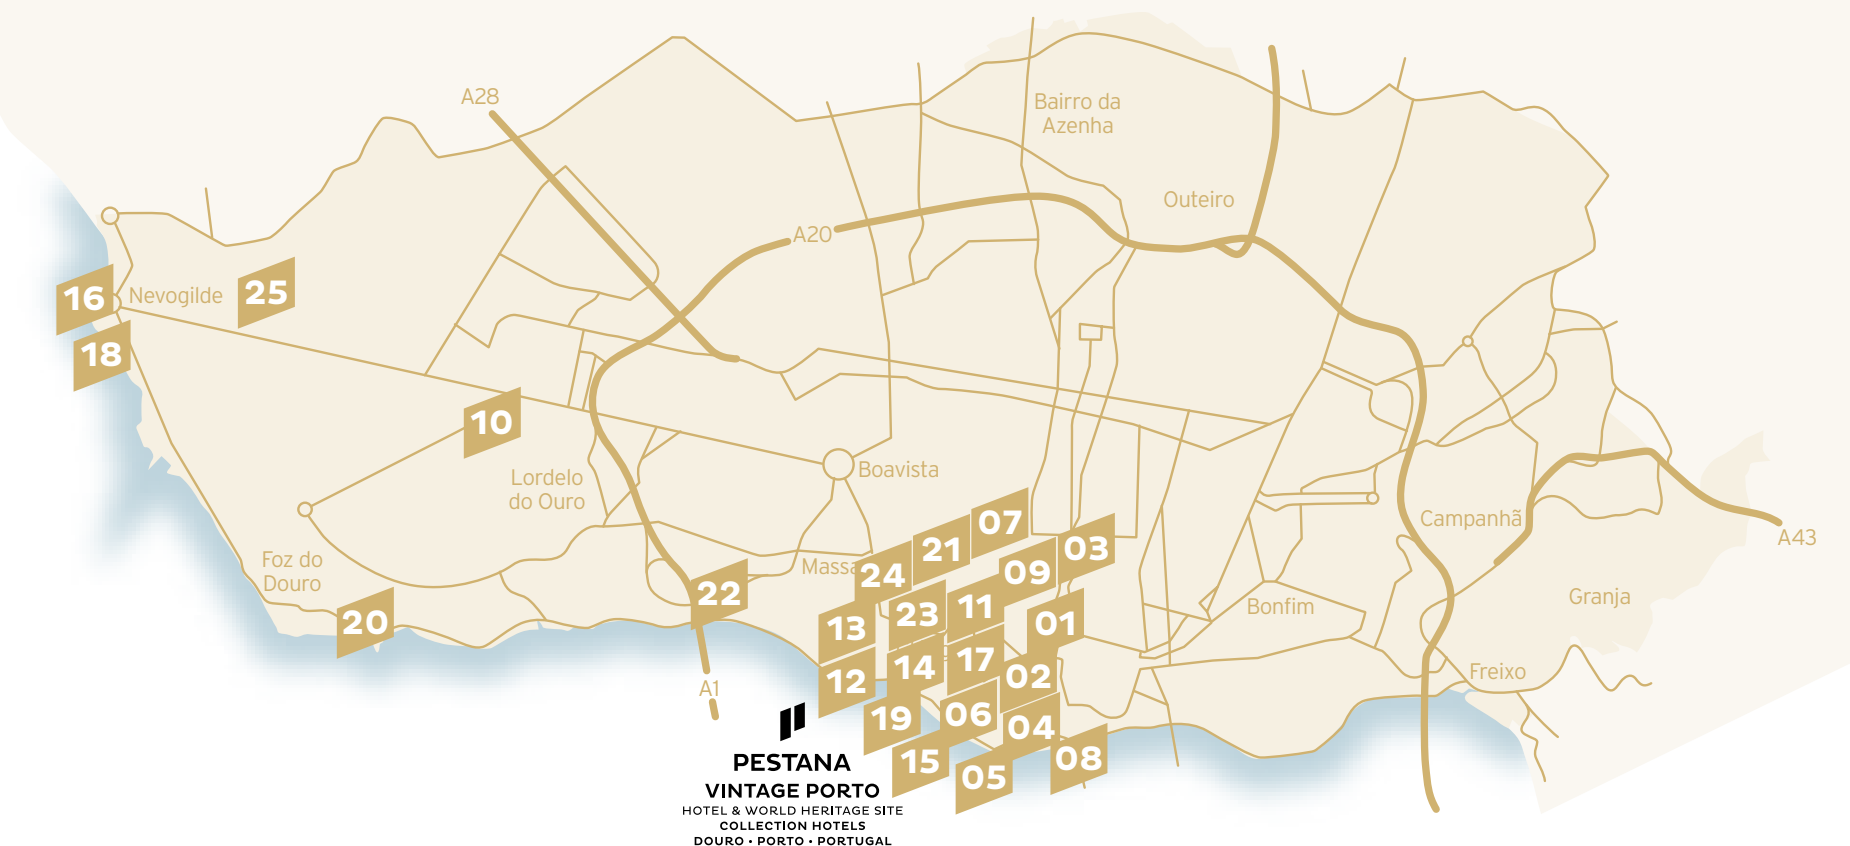 A28
Bairro da
Azenha
Outeiro
A20
16
Nevogilde
25
18
10
Lordelo
do Ouro
Boavista
07
Campanhã
A43
21
03
Foz do
Douro
Massa
24
09
22
11
Granja
23
Bonfim
20
13
01
14
17
Freixo
12
02
A1
19
06
04
15
08
05
PESTANA
VINTAGE PORTO
HOTEL & WORLD HERITAGE SITE
COLLECTION HOTELS
DOURO • PORTO • PORTUGAL